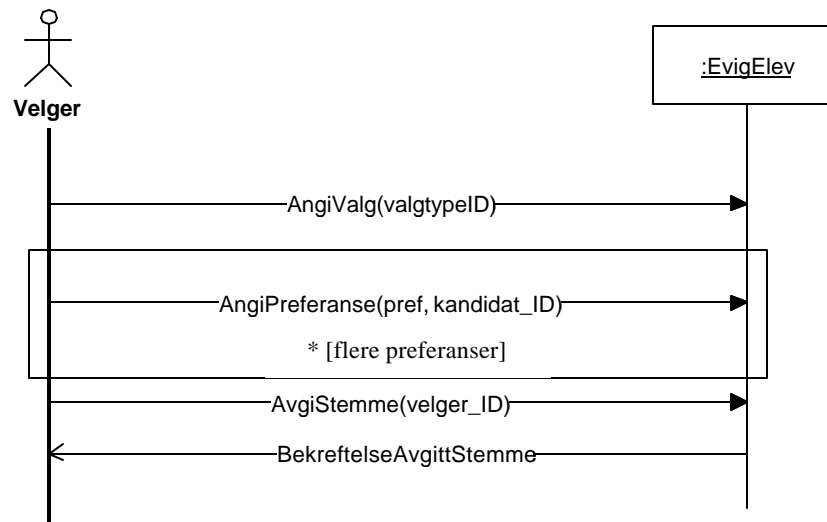 :EvigElev
Velger
AngiValg(valgtypeID)
AngiPreferanse(pref, kandidat_ID)
* [flere preferanser]
AvgiStemme(velger_ID)
BekreftelseAvgittStemme